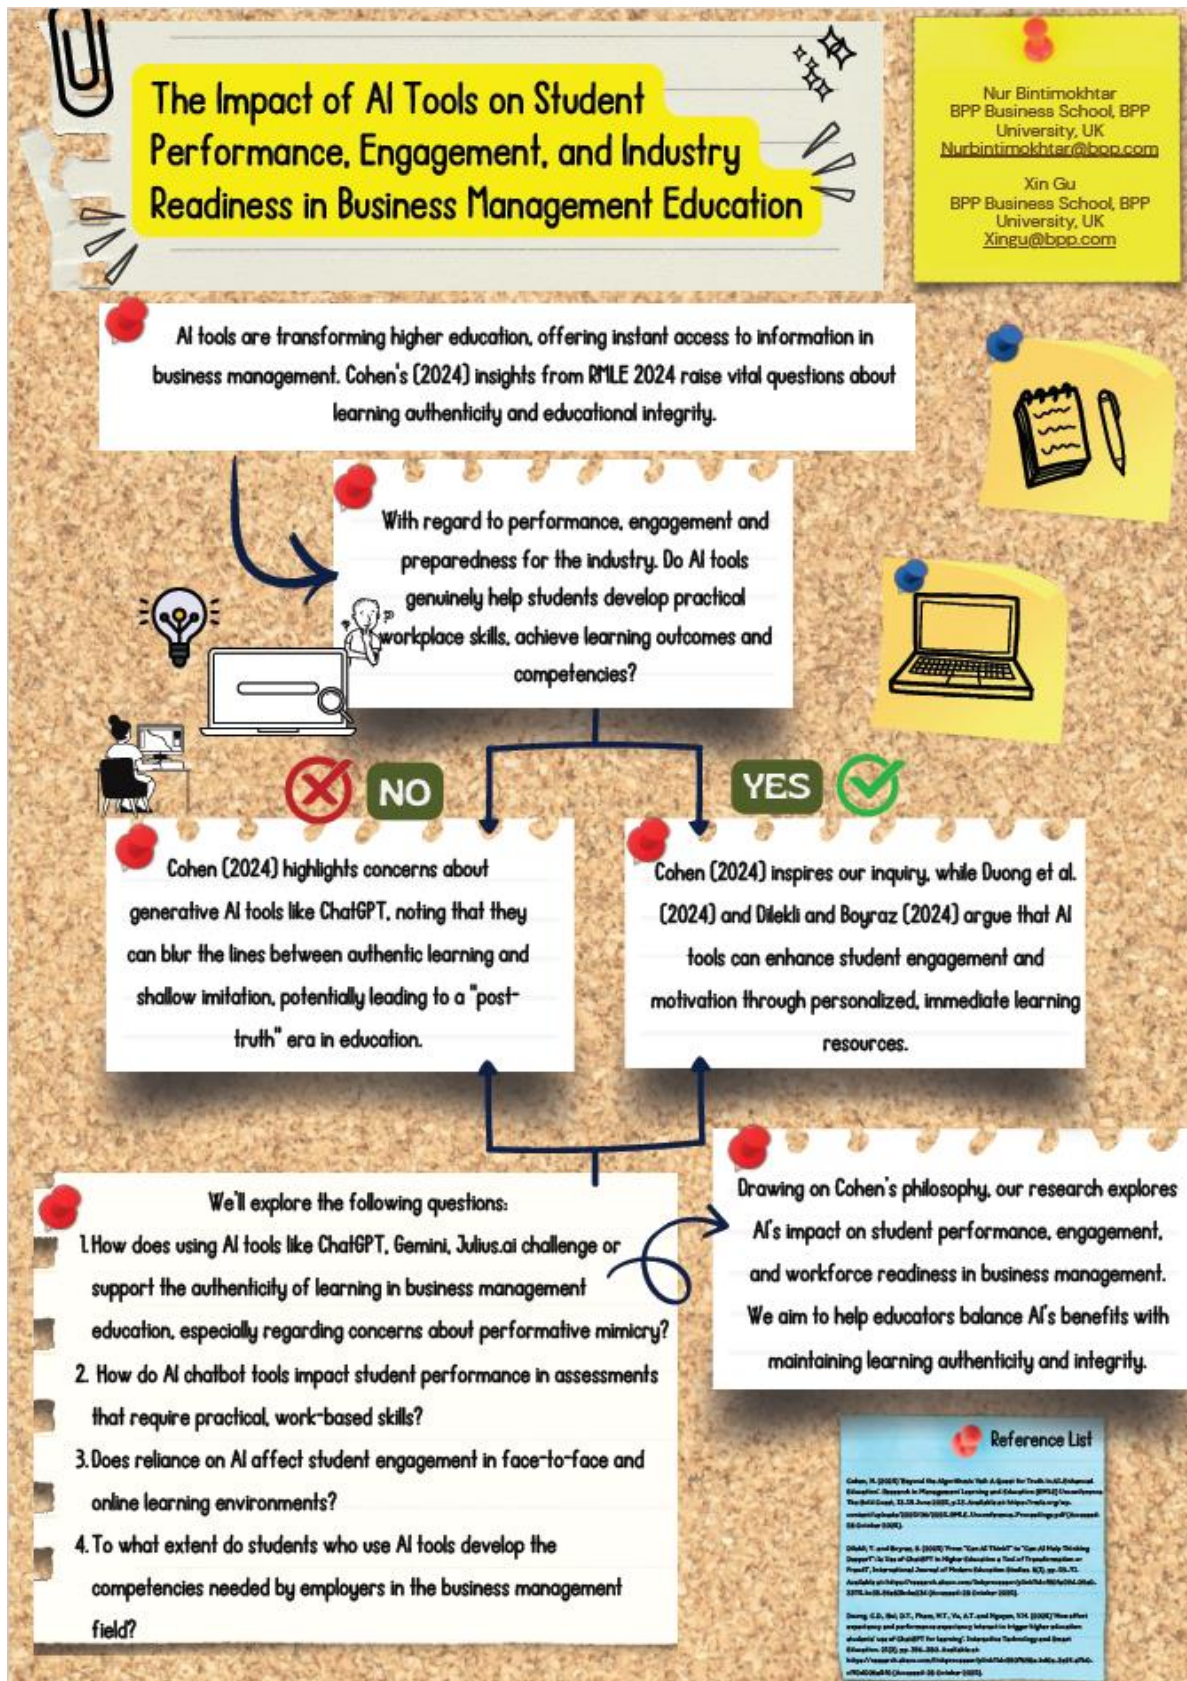 The Impact of AI Tools on Student
Performance, Engagement, and Industry
Readiness in Business Management Education
Nur Bintimokhtar
BPP Business School, BPP
University, UK
Nurbintimokhtar@bpp.com
Xin Gu
BPP Business School, BPP
University, UK
Xingu@bpp.com
AI tools are transforming higher education, offering instant access to information in
business management. Cohen's (2024) insights from RMLE 2024 raise vital questions about
learning authenticity and educational integrity.
With regard to performance, engagement and
preparedness for the industry. Do AI tools
genuinely help students develop practical
workplace skills, achieve learning outcomes and
competencies?
NO
YES
Cohen (2024) highlights concerns about
generative AI tools like ChatGPT, noting that they
can blur the lines between authentic learning and
shallow imitation, potentially leading to a "post-
truth" era in education.
Cohen (2024) inspires our inquiry, while Duong et al.
(2024) and Dilekli and Boyraz (2024) argue that AI
tools can enhance student engagement and
motivation through personalized, immediate learning
resources.
We'll explore the following questions:
1. How does using AI tools like ChatGPT, Gemini, Julius.ai challenge or
support the authenticity of learning in business management
education, especially regarding concerns about performative mimicry?
2. How do AI chatbot tools impact student performance in assessments
that require practical, work-based skills?
3. Does reliance on AI affect student engagement in face-to-face and
online learning environments?
4. To what extent do students who use AI tools develop the
competencies needed by employers in the business management
field?
Drawing on Cohen's philosophy, our research explores
AI's impact on student performance, engagement,
and workforce readiness in business management.
We aim to help educators balance AI's benefits with
maintaining learning authenticity and integrity.
Reference List